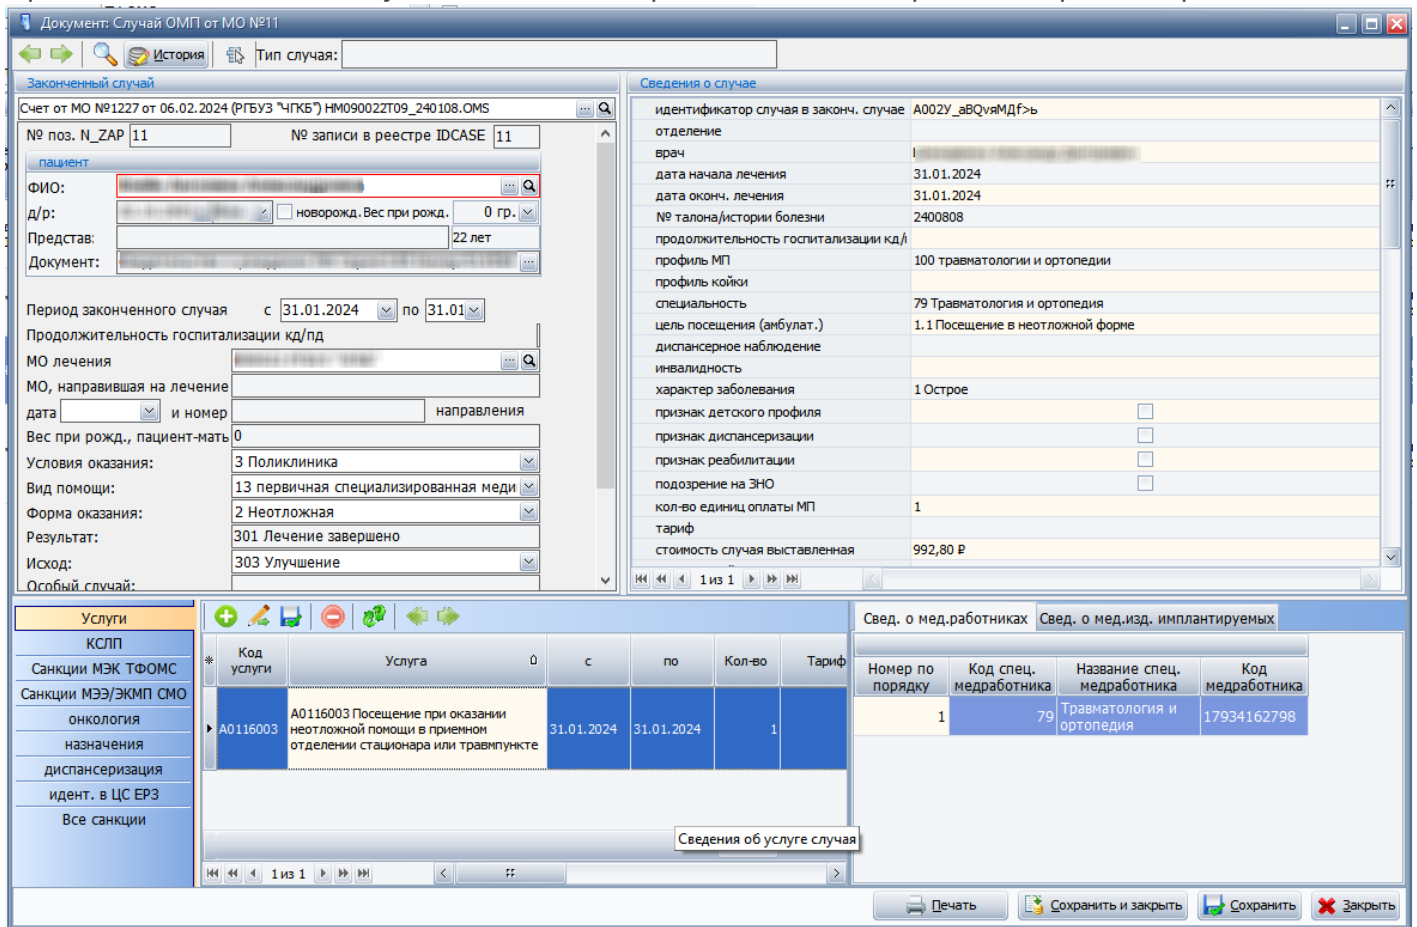 Документ: Случай ОМП от МО №11
История
Тип случая:
Законченный случай
Счет от МО №1227 от 06.02.2024 (РГБУЗ "ЧГКБ") HM090022T09_240108.OMS
№ поз. N_ZAP 11 № записи в реестре IDCASE 11
пациент
ФИО:
д/р: новорожд. Вес при рожд. 0 гр.
Представ: 22 лет
Документ:
Период законченного случая с 31.01.2024 по 31.01
Продолжительность госпитализации кд/пд
МО лечения
МО, направившая на лечение
дата и номер направления
Вес при рожд., пациент-мать 0
Условия оказания: 3 Поликлиника
Вид помощи: 13 первичная специализированная меди
Форма оказания: 2 Неотложная
Результат: 301 Лечение завершено
Исход: 303 Улучшение
Особый случай:
Сведения о случае
идентификатор случая в законч. случае A002У_aBQvяМДf>ь
отделение
врач
дата начала лечения 31.01.2024
дата оконч. лечения 31.01.2024
№ талона/истории болезни 2400808
продолжительность госпитализации кд/
профиль МП 100 травматологии и ортопедии
профиль койки
специальность 79 Травматология и ортопедия
цель посещения (амбулат.) 1.1 Посещение в неотложной форме
диспансерное наблюдение
инвалидность
характер заболевания 1 Острое
признак детского профиля
признак диспансеризации
признак реабилитации
подозрение на ЗНО
кол-во единиц оплаты МП 1
тариф
стоимость случая выставленная 992,80 ₽
1 из 1
Услуги
КСЛП
Санкции МЭК ТФОМС
Санкции МЭЭ/ЭКМП СМО
онкология
назначения
диспансеризация
идент. в ЦС ЕРЗ
Все санкции
Код услуги Услуга с по Кол-во Тариф
A0116003 A0116003 Посещение при оказании
неотложной помощи в приемном 31.01.2024 31.01.2024 1
отделении стационара или травмпункте
Сведения об услуге случая
1 из 1
Свед. о мед.работниках Свед. о мед.изд. имплантируемых
Номер по Код спец. Название спец. Код
порядку медработника медработника медработника
1 79 Травматология и ортопедия 17934162798
Печать Сохранить и закрыть Сохранить Закрыть